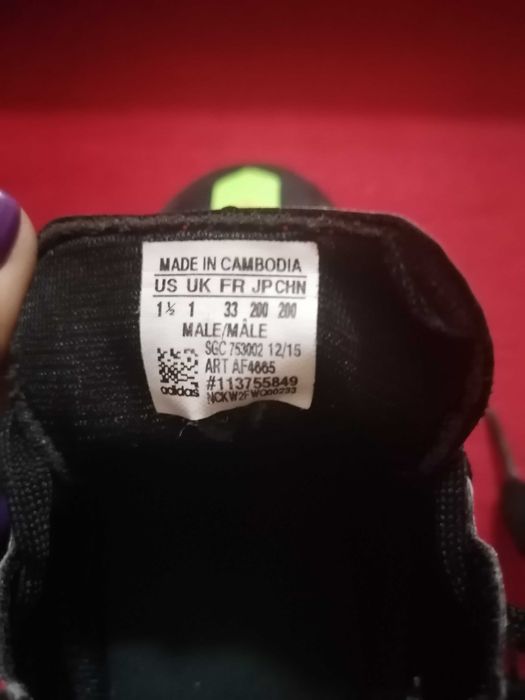 MADE IN CAMBODIA
US UK FR JP CHN
1½ 1 33 200 200
MALE/MÂLE
SGC 753002 12/15
ART AF4665
#113755849
adidas